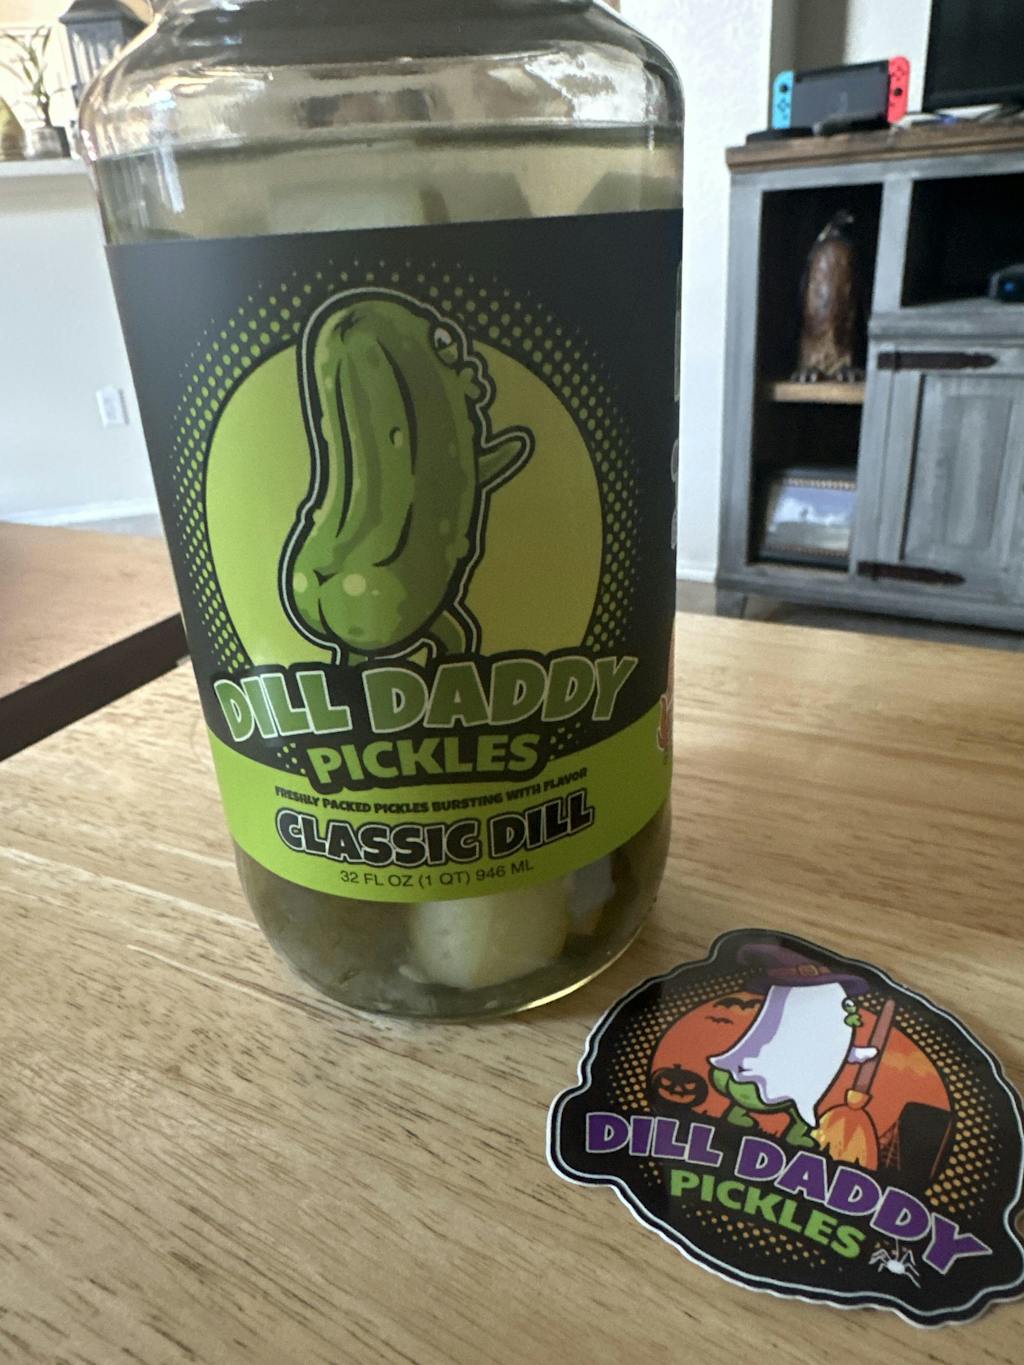 DILL DADDY
PICKLES
FRESHLY PACKED PICKLES BURSTING WITH FLAVOR
CLASSIC DILL
32 FL OZ (1 QT) 946 ML
DILL DADDY
PICKLES